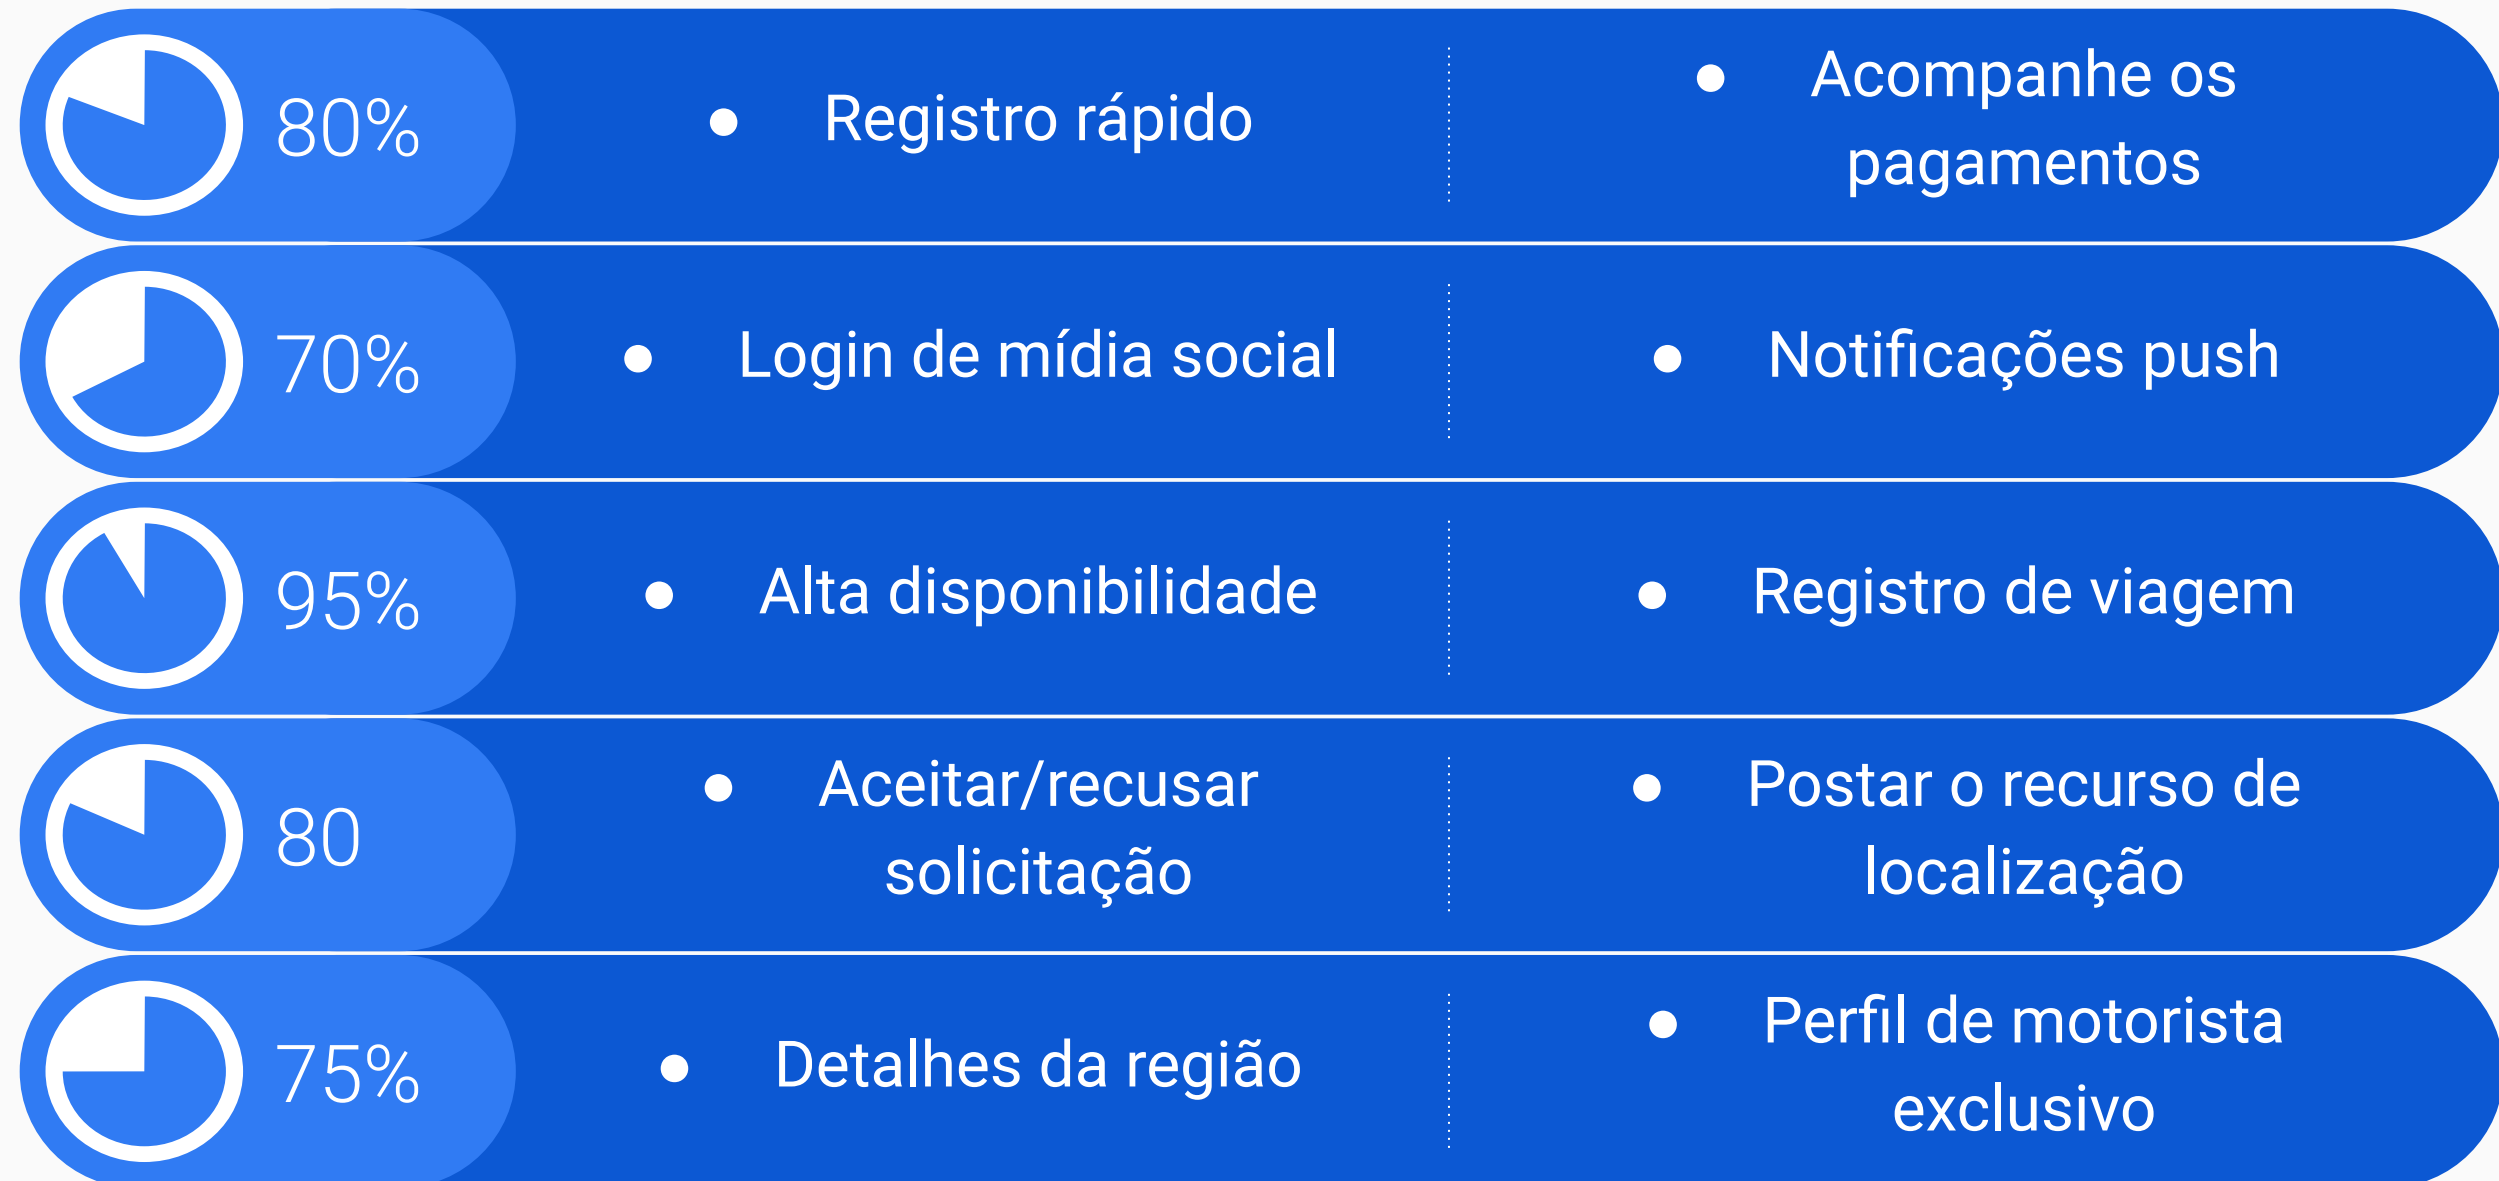 80%
Registro rápido
Acompanhe os
pagamentos
70%
Login de mídia social
Notificações push
95%
Alta disponibilidade
Registro de viagem
80
Aceitar/recusar
solicitação
Postar o recurso de
localização
75%
Detalhes da região
Perfl de motorista
exclusivo